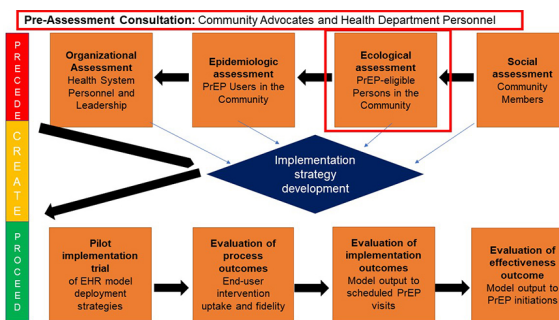 Pre-Assessment Consultation: Community Advocates and Health Department Personnel
PRECEDE
Organizational
Assessment
Health System
Personnel and
Leadership
Epidemiologic
assessment
PrEP Users in the
Community
Ecological
assessment
PrEP-eligible
Persons in the
Community
Social
assessment
Community
Members
CREATE
Implementation
strategy
development
PROCEED
Pilot
implementation
trial
of EHR model
deployment
strategies
Evaluation of
process
outcomes
End-user
intervention
uptake and fidelity
Evaluation of
implementation
outcomes
Model output to
scheduled PrEP
visits
Evaluation of
effectiveness
outcome
Model output to
PrEP initiations